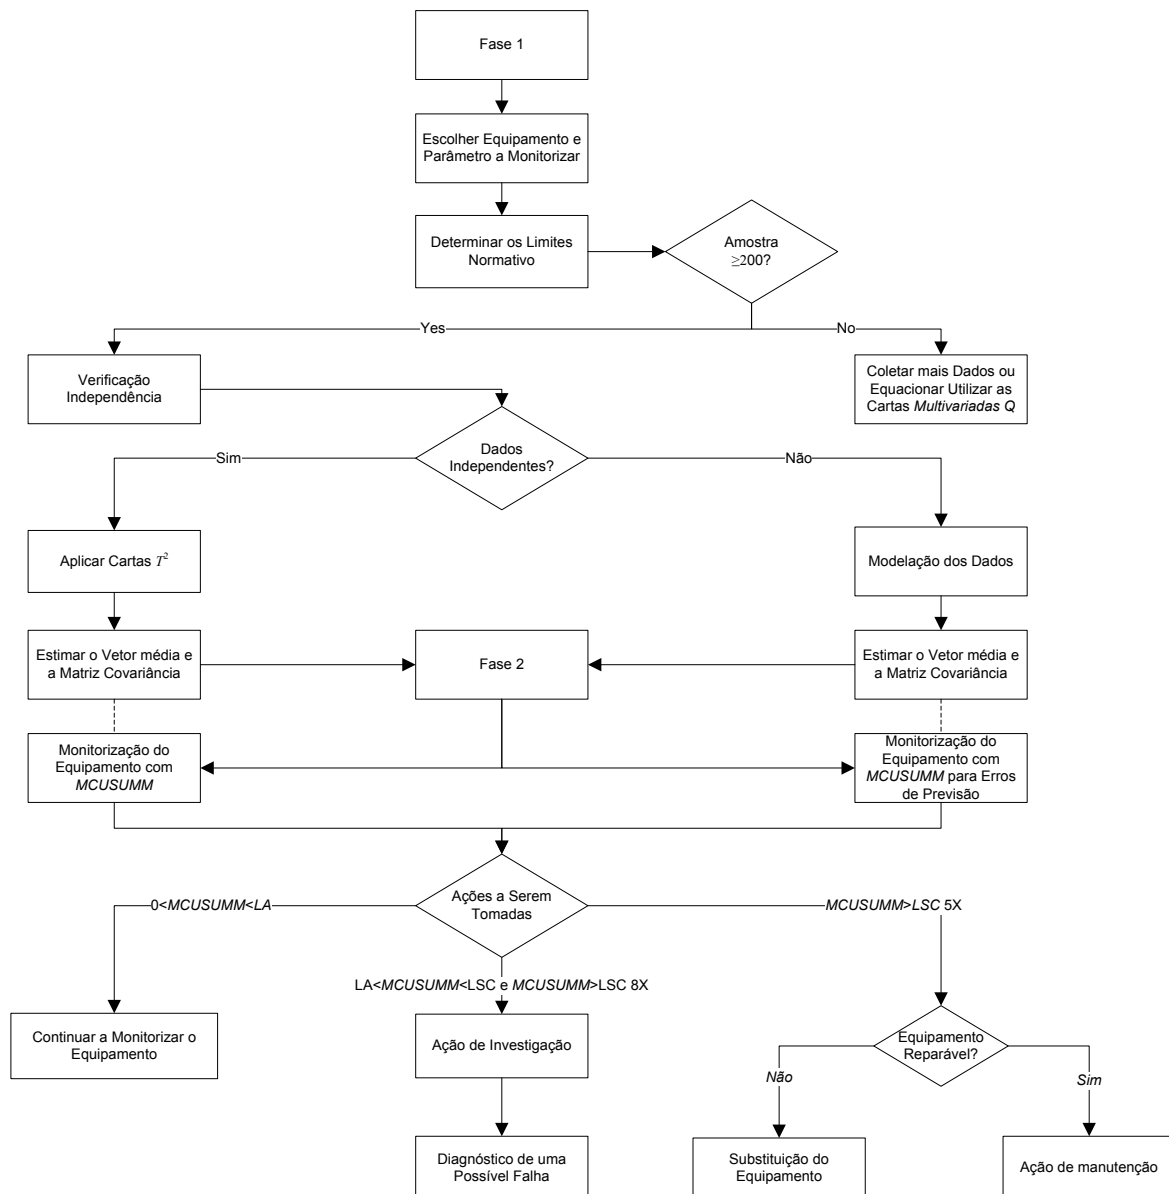 Fase 1
Escolher Equipamento e
Parâmetro a Monitorizar
Determinar os Limites
Normativo
Amostra
≥200?
Yes
No
Verificação
Independência
Coletar mais Dados ou
Equacionar Utilizar as
Cartas Multivariadas Q
Dados
Independentes?
Sim
Não
Aplicar Cartas T²
Modelação dos Dados
Estimar o Vetor média e
a Matriz Covariância
Fase 2
Estimar o Vetor média e
a Matriz Covariância
Monitorização do
Equipamento com
MCUSUMM
Monitorização do
Equipamento com
MCUSUMM para Erros
de Previsão
Ações a Serem
Tomadas
0<MCUSUMM<LA
MCUSUMM>LSC 5X
LA<MCUSUMM<LSC e MCUSUMM>LSC 8X
Continuar a Monitorizar o
Equipamento
Ação de Investigação
Equipamento
Reparável?
Não
Sim
Diagnóstico de uma
Possível Falha
Substituição do
Equipamento
Ação de manutenção